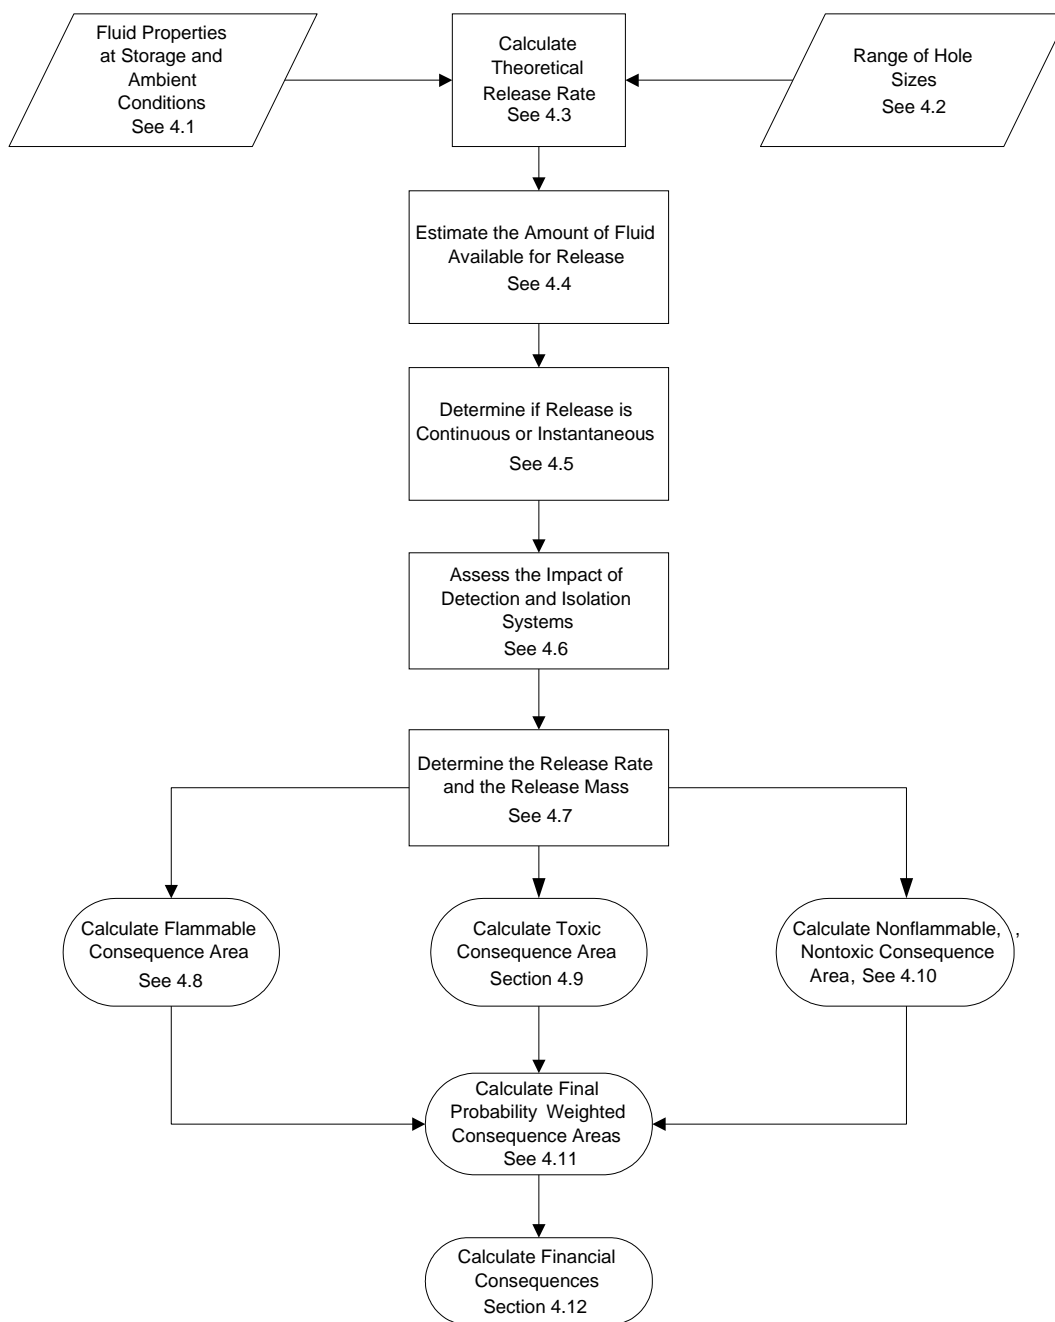 Fluid Properties
at Storage and
Ambient
Conditions
See 4.1
Calculate
Theoretical
Release Rate
See 4.3
Range of Hole
Sizes
See 4.2
Estimate the Amount of Fluid
Available for Release
See 4.4
Determine if Release is
Continuous or Instantaneous
See 4.5
Assess the Impact of
Detection and Isolation
Systems
See 4.6
Determine the Release Rate
and the Release Mass
See 4.7
Calculate Flammable
Consequence Area
See 4.8
Calculate Toxic
Consequence Area
Section 4.9
Calculate Nonflammable, ,
Nontoxic Consequence
Area, See 4.10
Calculate Final
Probability Weighted
Consequence Areas
See 4.11
Calculate Financial
Consequences
Section 4.12